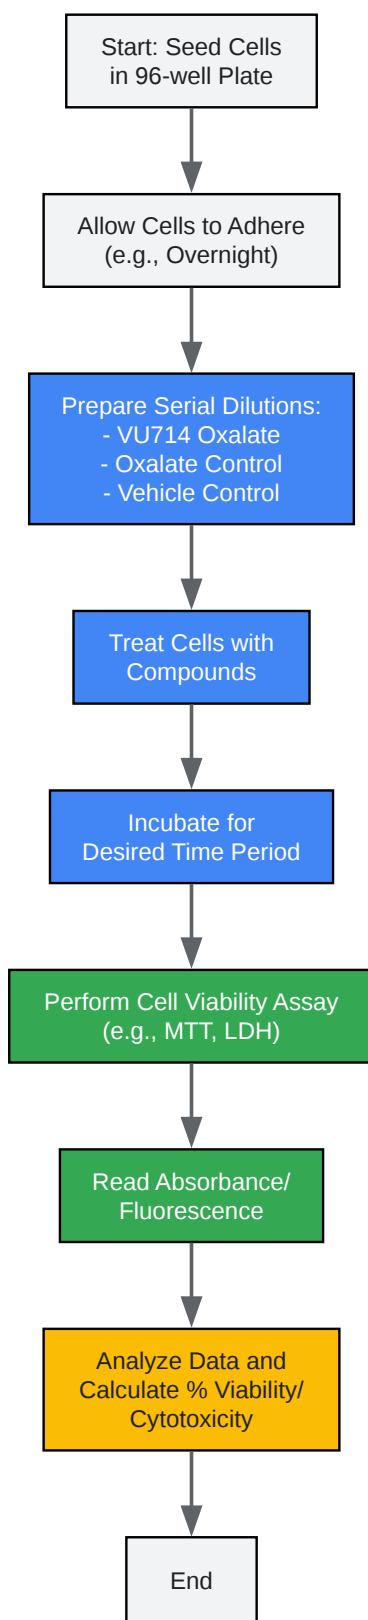 Start: Seed Cells
in 96-well Plate
Allow Cells to Adhere
(e.g., Overnight)
Prepare Serial Dilutions:
- VU714 Oxalate
- Oxalate Control
- Vehicle Control
Treat Cells with
Compounds
Incubate for
Desired Time Period
Perform Cell Viability Assay
(e.g., MTT, LDH)
Read Absorbance/
Fluorescence
Analyze Data and
Calculate % Viability/
Cytotoxicity
End